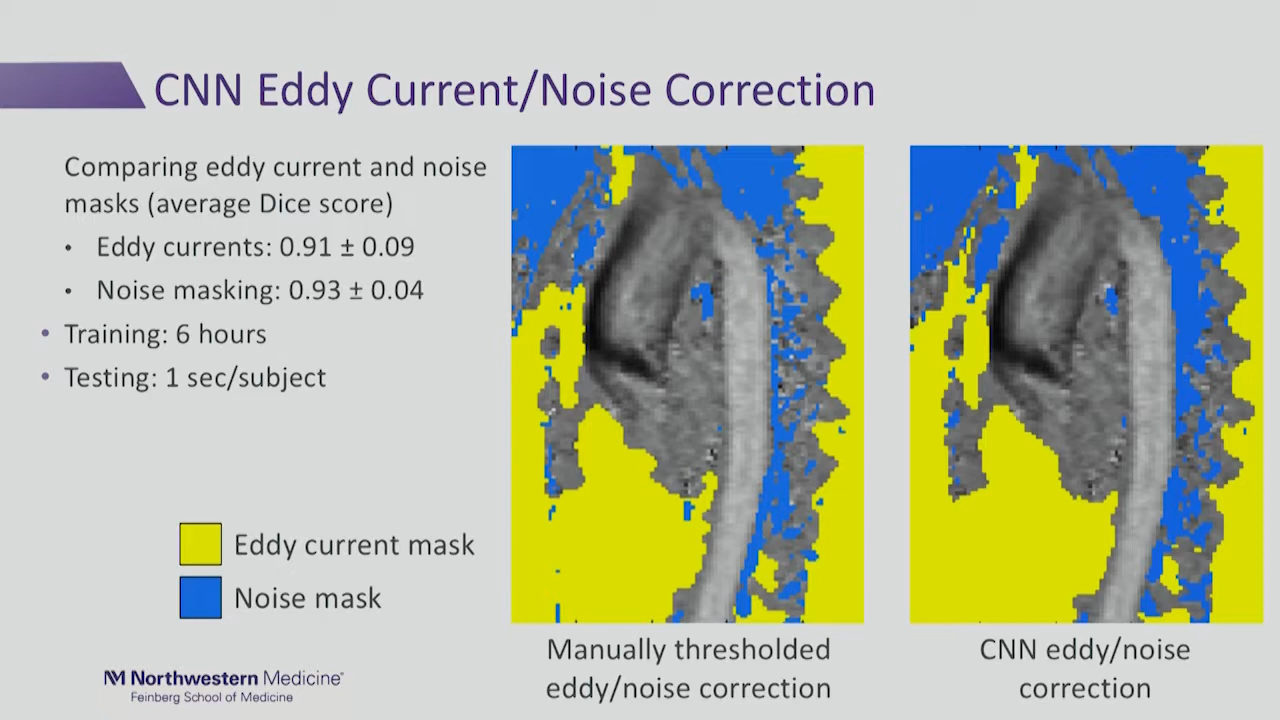 CNN Eddy Current/Noise Correction
Comparing eddy current and noise
masks (average Dice score)
• Eddy currents: 0.91 ± 0.09
• Noise masking: 0.93 ± 0.04
• Training: 6 hours
• Testing: 1 sec/subject
Eddy current mask
Noise mask
Manually thresholded
eddy/noise correction
CNN eddy/noise
correction
M Northwestern Medicine®
Feinberg School of Medicine